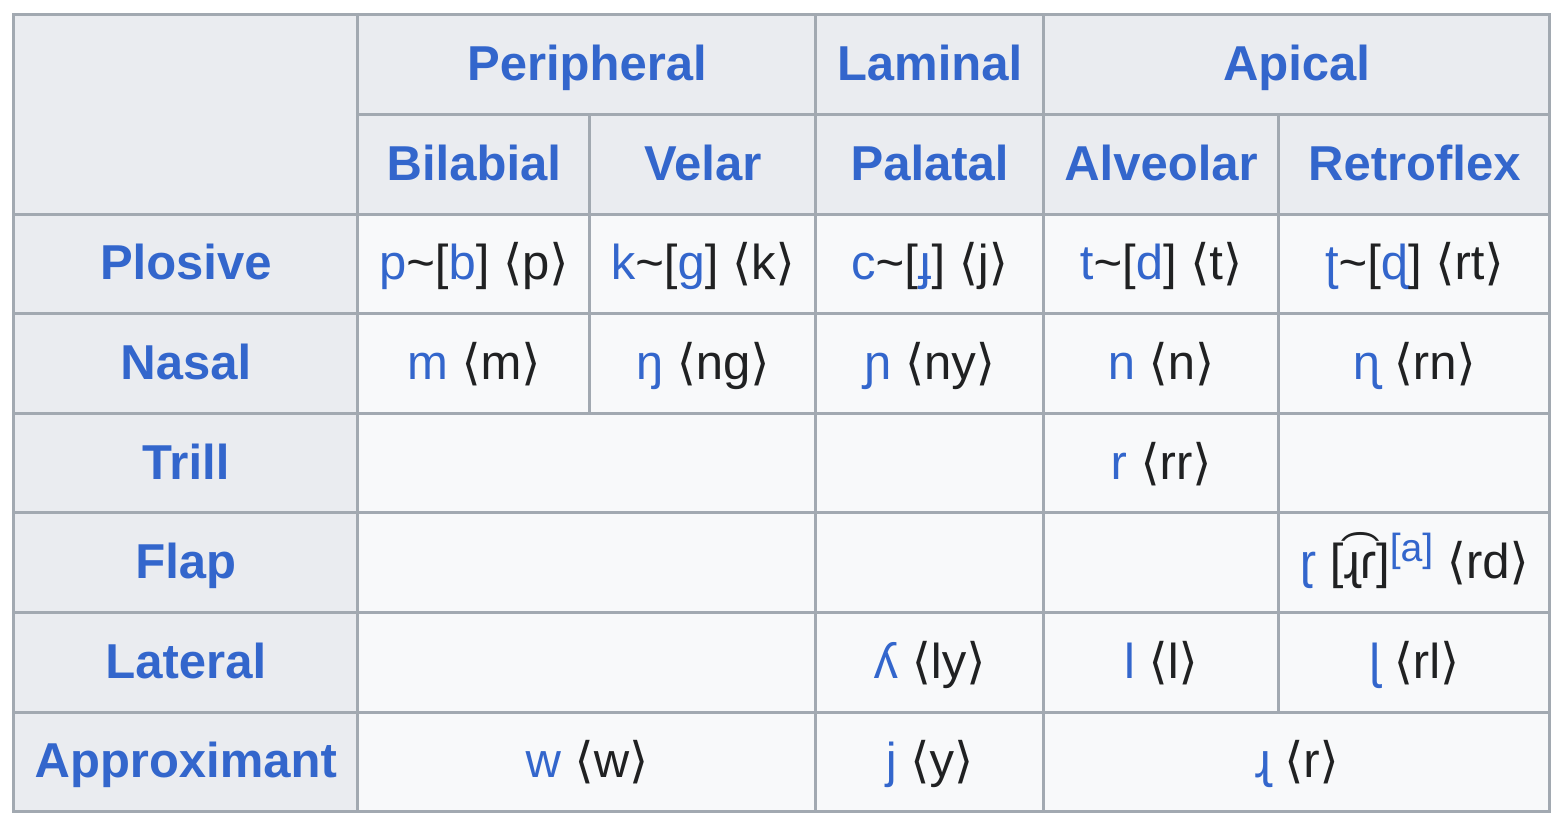 Peripheral Laminal Apical
Bilabial Velar Palatal Alveolar Retroflex
Plosive p~[b] ⟨p⟩ k~[g] ⟨k⟩ c~[ɟ] ⟨j⟩ t~[d] ⟨t⟩ ʈ~[ɖ] ⟨rt⟩
Nasal m ⟨m⟩ ŋ ⟨ng⟩ ɲ ⟨ny⟩ n ⟨n⟩ ɳ ⟨rn⟩
Trill r ⟨rr⟩
Flap ɽ [ɻ͡ɾ][a] ⟨rd⟩
Lateral ʎ ⟨ly⟩ l ⟨l⟩ ɭ ⟨rl⟩
Approximant w ⟨w⟩ j ⟨y⟩ ɻ ⟨r⟩